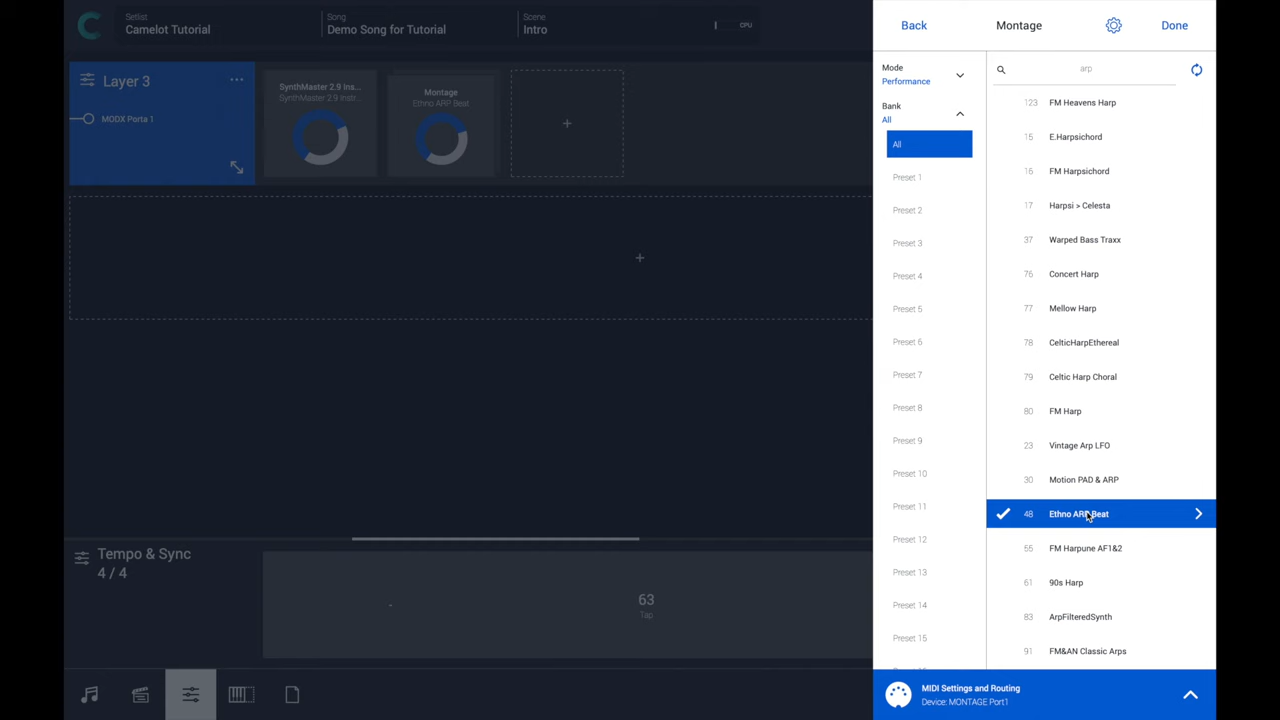 Setlist
Camelot Tutorial
Song
Demo Song for Tutorial
Scene
Intro
CPU
Layer 3
MODX Porta 1
SynthMaster 2.9 Ins...
SynthMaster 2.9 Instr...
Montage
Ethno ARP Beat
Tempo & Sync
4 / 4
-
63
Tap
Back
Montage
Done
Mode
Performance
Bank
All
All
Preset 1
Preset 2
Preset 3
Preset 4
Preset 5
Preset 6
Preset 7
Preset 8
Preset 9
Preset 10
Preset 11
Preset 12
Preset 13
Preset 14
Preset 15
arp
123 FM Heavens Harp
15 E.Harpsichord
16 FM Harpsichord
17 Harpsi > Celesta
37 Warped Bass Traxx
76 Concert Harp
77 Mellow Harp
78 CelticHarpEthereal
79 Celtic Harp Choral
80 FM Harp
23 Vintage Arp LFO
30 Motion PAD & ARP
48 Ethno ARP Beat
55 FM Harpune AF1&2
61 90s Harp
83 ArpFilteredSynth
91 FM&AN Classic Arps
MIDI Settings and Routing
Device: MONTAGE Port1